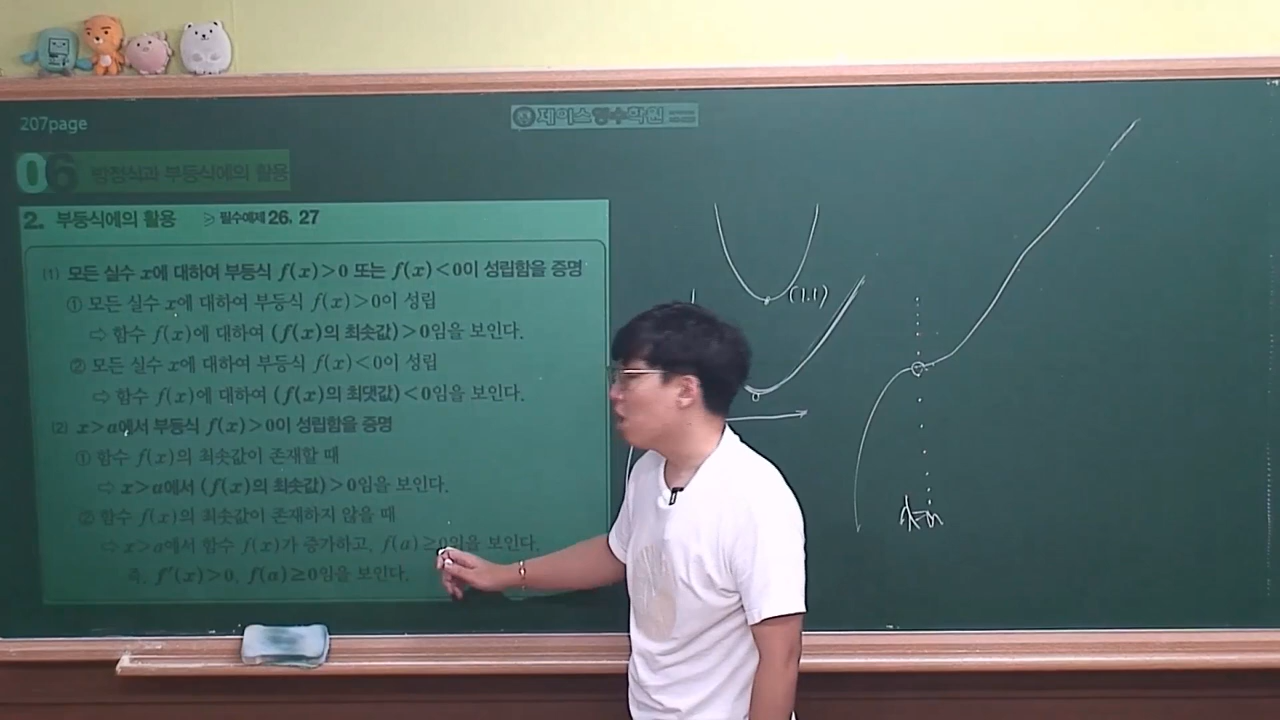 207page
제이스영수학원
06 방정식과 부등식에의 활용
2. 부등식에의 활용 ≥ 필수예제 26, 27
(1) 모든 실수 x에 대하여 부등식 f(x)>0 또는 f(x)<0이 성립함을 증명
① 모든 실수 x에 대하여 부등식 f(x)>0이 성립
⇨ 함수 f(x)에 대하여 (f(x)의 최솟값)>0임을 보인다.
② 모든 실수 x에 대하여 부등식 f(x)<0이 성립
⇨ 함수 f(x)에 대하여 (f(x)의 최댓값)<0임을 보인다.
(2) x>a에서 부등식 f(x)>0이 성립함을 증명
① 함수 f(x)의 최솟값이 존재할 때
⇨ x>a에서 (f(x)의 최솟값)>0임을 보인다.
② 함수 f(x)의 최솟값이 존재하지 않을 때
⇨ x>a에서 함수 f(x)가 증가하고, f(a)≥0임을 보인다.
즉, f'(x)>0, f(a)≥0임을 보인다.
(1.1)